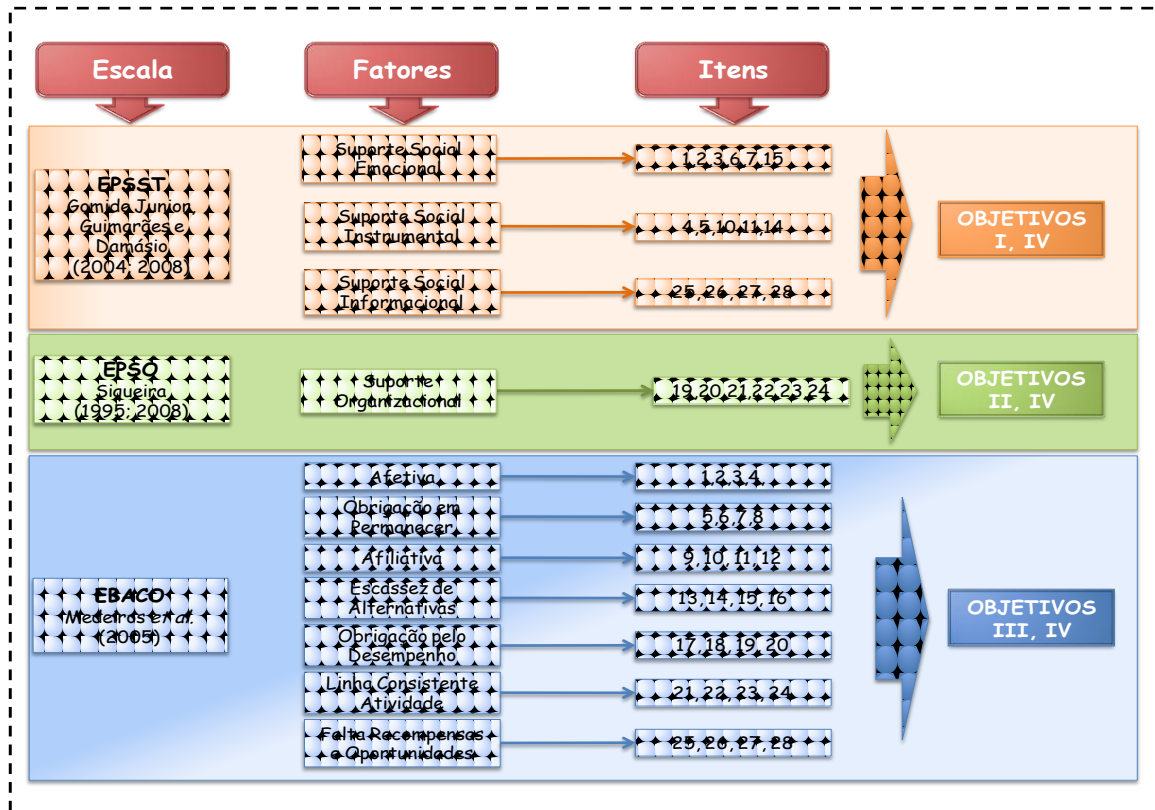 Escala
Fatores
Itens
EPSST
Gomide Junior
Guimarães e
Damásio
(2004; 2008)
Suporte Social
Emocional
1,2,3,6,7,15
Suporte Social
Instrumental
4,5,10,11,14
Suporte Social
Informacional
25,26,27,28
OBJETIVOS
I, IV
EPSO
Siqueira
(1995; 2008)
Suporte
Organizacional
19,20,21,22,23,24
OBJETIVOS
II, IV
EBACO
Medeiros et al.
(2005)
Afetiva
1,2,3,4,
Obrigação em
Permanecer
5,6,7,8
Afiliativa
9,10,11,12
Escassez de
Alternativas
13,14,15,16
Obrigação pelo
Desempenho
17,18,19,20
Linha Consistente
Atividade
21,22,23,24
Falta Recompensas
e Oportunidades
25,26,27,28
OBJETIVOS
III, IV